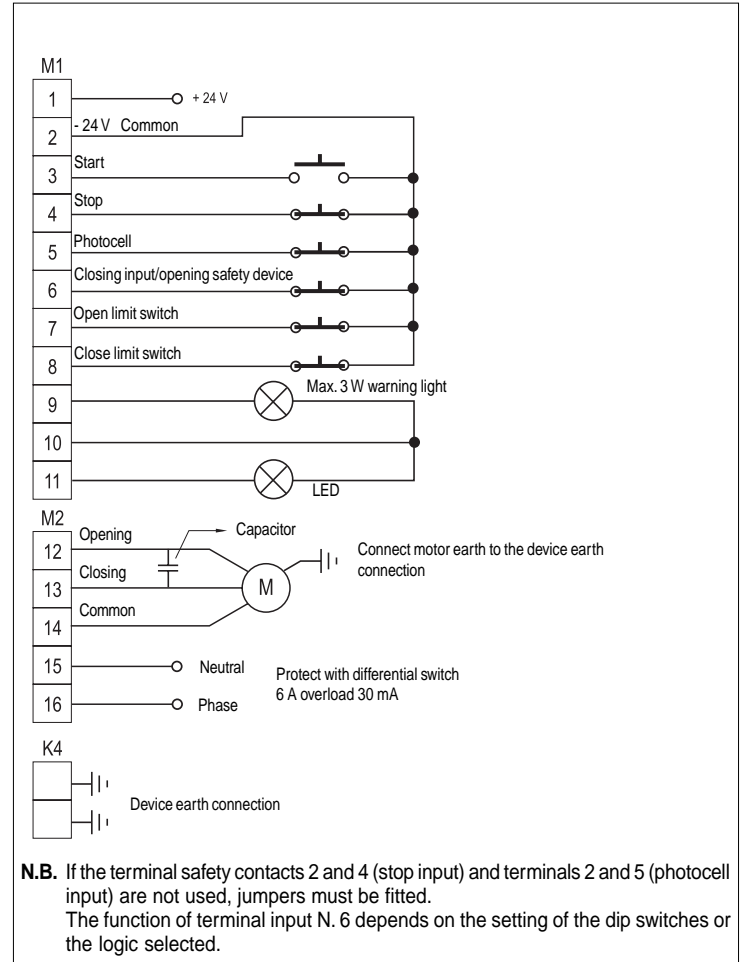 M1
1 + 24 V
2 - 24 V Common
3 Start
4 Stop
5 Photocell
6 Closing input/opening safety device
7 Open limit switch
8 Close limit switch
9 Max. 3 W warning light
10
11 LED
M2
12 Opening Capacitor
13 Closing M
14 Common
Connect motor earth to the device earth
connection
15 Neutral
16 Phase
Protect with differential switch
6 A overload 30 mA
K4
Device earth connection
N.B. If the terminal safety contacts 2 and 4 (stop input) and terminals 2 and 5 (photocell
input) are not used, jumpers must be fitted.
The function of terminal input N. 6 depends on the setting of the dip switches or
the logic selected.